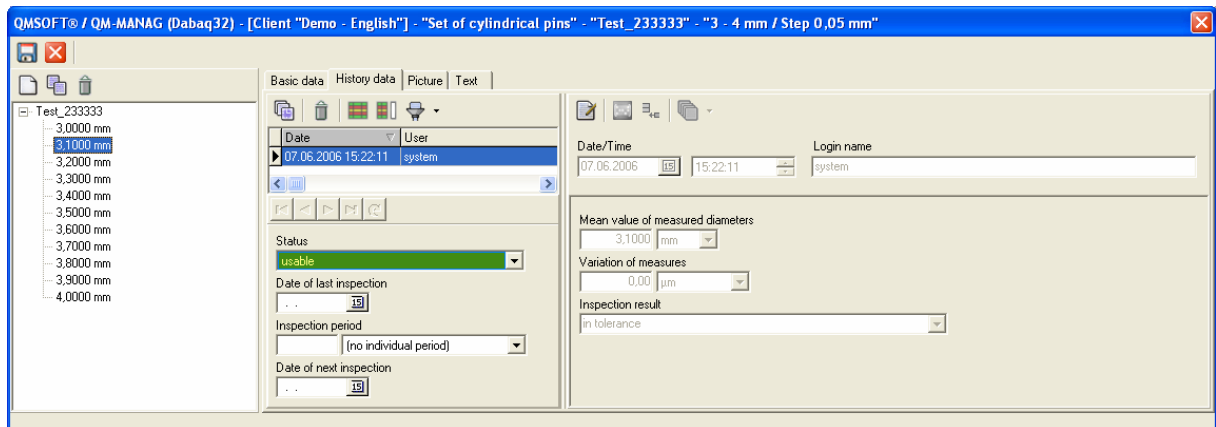 QMSOFT® / QM-MANAG (Dabaq32) - [Client "Demo - English"] - "Set of cylindrical pins" - "Test_233333" - "3 - 4 mm / Step 0,05 mm"
Basic data History data Picture Text
Test_233333
3,0000 mm
3,1000 mm
3,2000 mm
3,3000 mm
3,4000 mm
3,5000 mm
3,6000 mm
3,7000 mm
3,8000 mm
3,9000 mm
4,0000 mm
Date User
07.06.2006 15:22:11 system
Status
usable
Date of last inspection
. . 15
Inspection period
(no individual period)
Date of next inspection
. . 15
Date/Time Login name
07.06.2006 15 15:22:11 system
Mean value of measured diameters
3,1000 mm
Variation of measures
0,00 µm
Inspection result
in tolerance